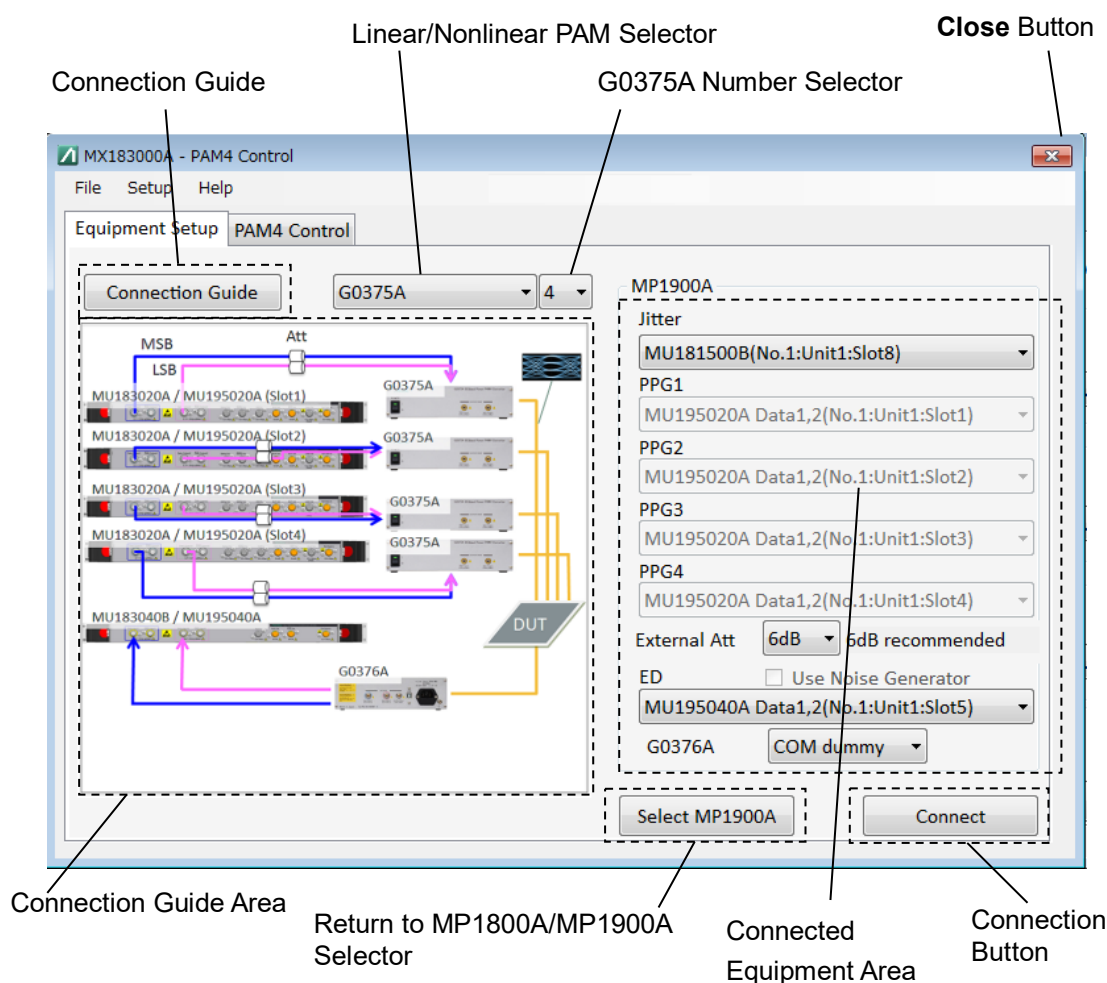 Linear/Nonlinear PAM Selector
Close Button
Connection Guide
G0375A Number Selector
MX183000A - PAM4 Control
File Setup Help
Equipment Setup PAM4 Control
Connection Guide
G0375A
4
MP1900A
Jitter
MU181500B(No.1:Unit1:Slot8)
PPG1
MU195020A Data1,2(No.1:Unit1:Slot1)
PPG2
MU195020A Data1,2(No.1:Unit1:Slot2)
PPG3
MU195020A Data1,2(No.1:Unit1:Slot3)
PPG4
MU195020A Data1,2(No.1:Unit1:Slot4)
External Att 6dB 6dB recommended
ED Use Noise Generator
MU195040A Data1,2(No.1:Unit1:Slot5)
G0376A COM dummy
MSB
Att
LSB
MU183020A / MU195020A (Slot1)
G0375A
MU183020A / MU195020A (Slot2)
G0375A
MU183020A / MU195020A (Slot3)
G0375A
MU183020A / MU195020A (Slot4)
G0375A
MU183040B / MU195040A
DUT
G0376A
Select MP1900A
Connect
Connection Guide Area
Return to MP1800A/MP1900A
Selector
Connected
Equipment Area
Connection
Button